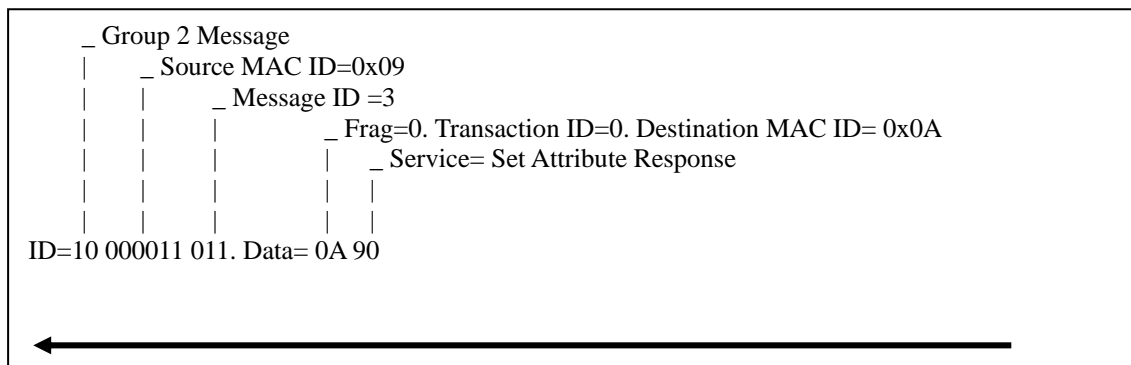 _ Group 2 Message
| _ Source MAC ID=0x09
| | _ Message ID =3
| | | _ Frag=0. Transaction ID=0. Destination MAC ID= 0x0A
| | | | _ Service= Set Attribute Response
| | | | |
| | | | |
ID=10 000011 011. Data= 0A 90